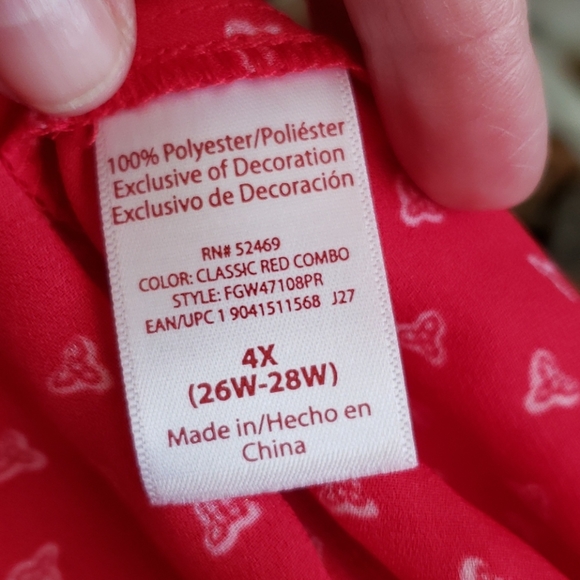 100% Polyester/Poliéster
Exclusive of Decoration
Exclusivo de Decoración
RN# 52469
COLOR: CLASSIC RED COMBO
STYLE: FGW47108PR
EAN/UPC 1 9041511568 J27
4X
(26W-28W)
Made in/Hecho en
China